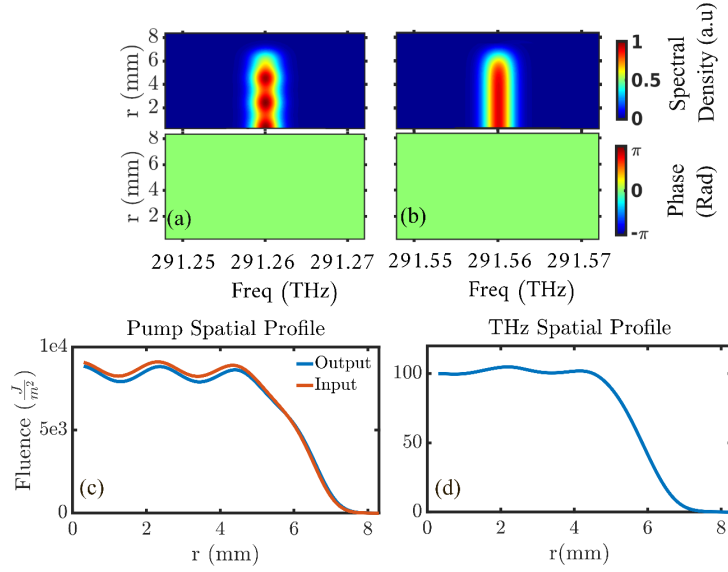 8
6
4
2
r (mm)
1
0.5
0
Spectral
Density (a.u)
8
6
4
2
r (mm)
(a)
(b)
π
0
-π
Phase
(Rad)
291.25 291.26 291.27
Freq (THz)
291.55 291.56 291.57
Freq (THz)
Pump Spatial Profile
1e4
5e3
0
Fluence (J/m²)
Output
Input
(c)
0 2 4 6 8
r (mm)
THz Spatial Profile
100
50
0
(d)
0 2 4 6 8
r(mm)